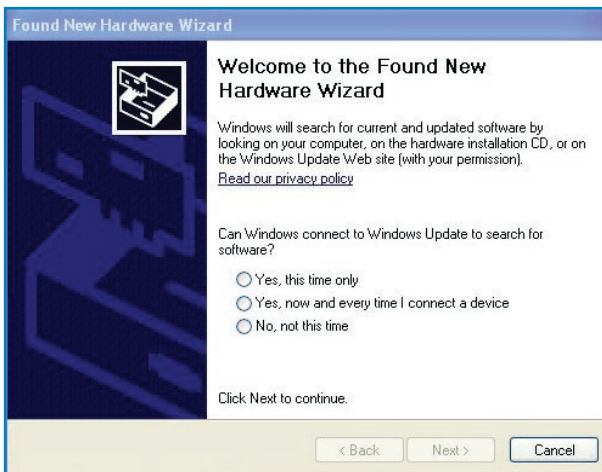 Found New Hardware Wizard
Welcome to the Found New
Hardware Wizard
Windows will search for current and updated software by
looking on your computer, on the hardware installation CD, or on
the Windows Update Web site (with your permission).
Read our privacy policy
Can Windows connect to Windows Update to search for
software?
Yes, this time only
Yes, now and every time I connect a device
No, not this time
Click Next to continue.
< Back Next > Cancel